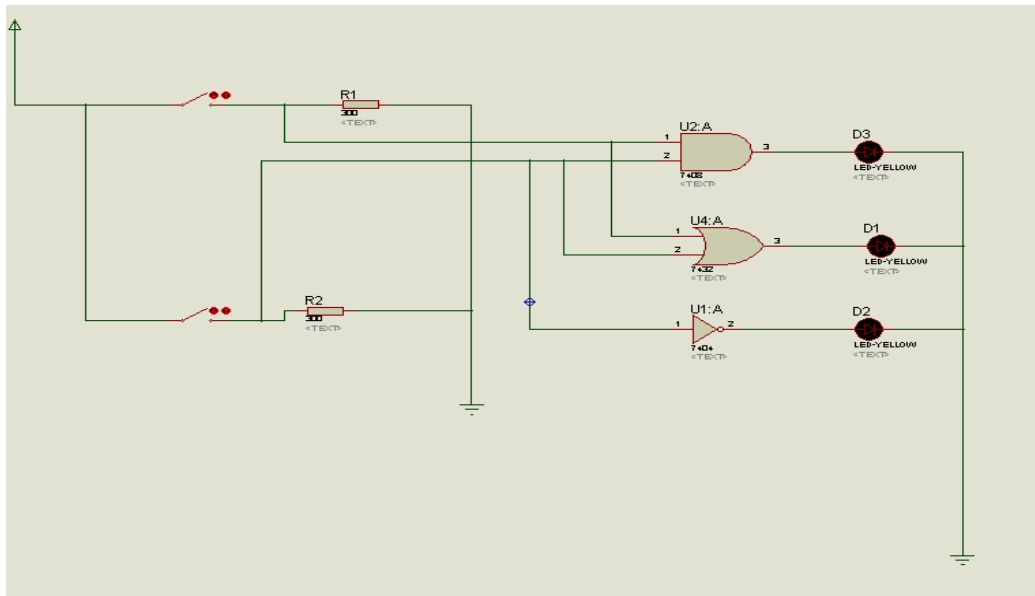 R1
300
<TEXT>
U2:A
1
2
3
7408
<TEXT>
D3
LED-YELLOW
<TEXT>
U4:A
1
2
3
7432
<TEXT>
D1
LED-YELLOW
<TEXT>
R2
300
<TEXT>
U1:A
1
2
7404
<TEXT>
D2
LED-YELLOW
<TEXT>